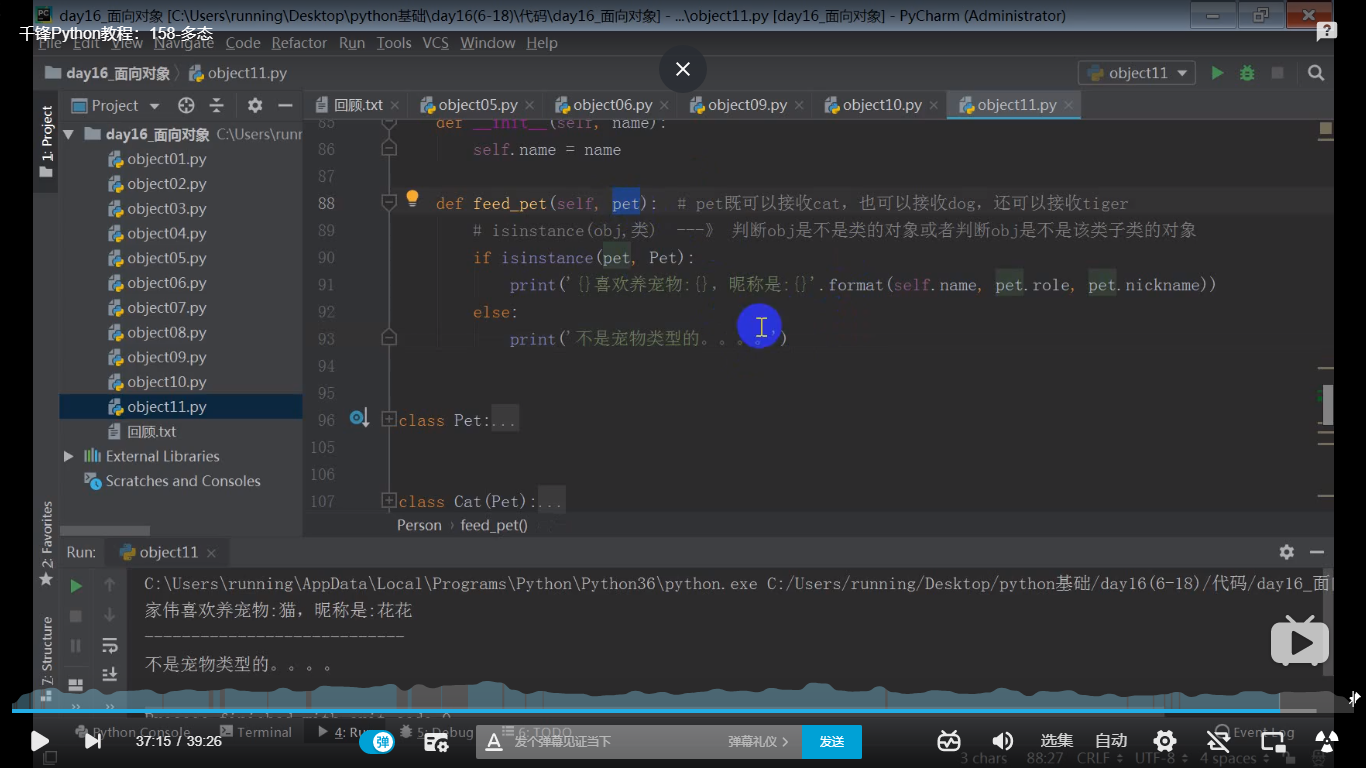 day16_面向对象 [C:\Users\running\Desktop\python基础\day16(6-18)\代码\day16_面向对象] - ...\object11.py [day16_面向对象] - PyCharm (Administrator)
千锋Python教程：158-多态
File Edit View Navigate Code Refactor Run Tools VCS Window Help
day16_面向对象 object11.py
object11
Project
回顾.txt object05.py object06.py object09.py object10.py object11.py
1: Project
day16_面向对象 C:\Users\runn
object01.py
object02.py
object03.py
object04.py
object05.py
object06.py
object07.py
object08.py
object09.py
object10.py
object11.py
回顾.txt
External Libraries
Scratches and Consoles
85 def __init__(self, name):
86 self.name = name
87
88 def feed_pet(self, pet): # pet既可以接收cat，也可以接收dog，还可以接收tiger
89 # isinstance(obj,类) ---》 判断obj是不是类的对象或者判断obj是不是该类子类的对象
90 if isinstance(pet, Pet):
91 print('{}喜欢养宠物:{}，昵称是:{}'.format(self.name, pet.role, pet.nickname))
92 else:
93 print('不是宠物类型的。。。。')
94
95
96 class Pet:...
105
106
107 class Cat(Pet):...
Person › feed_pet()
2: Favorites
7: Structure
Run: object11
C:\Users\running\AppData\Local\Programs\Python\Python36\python.exe C:/Users/running/Desktop/python基础/day16(6-18)/代码/day16_面向
家伟喜欢养宠物:猫，昵称是:花花
----------------------------
不是宠物类型的。。。。
Process finished with exit code 0
Python Console Terminal 4: Run 5: Debug 6: TODO Event Log
37:15 / 39:26 弹 发个弹幕见证当下 弹幕礼仪 › 发送 选集 自动
3 chars 88:27 CRLF UTF-8 4 spaces